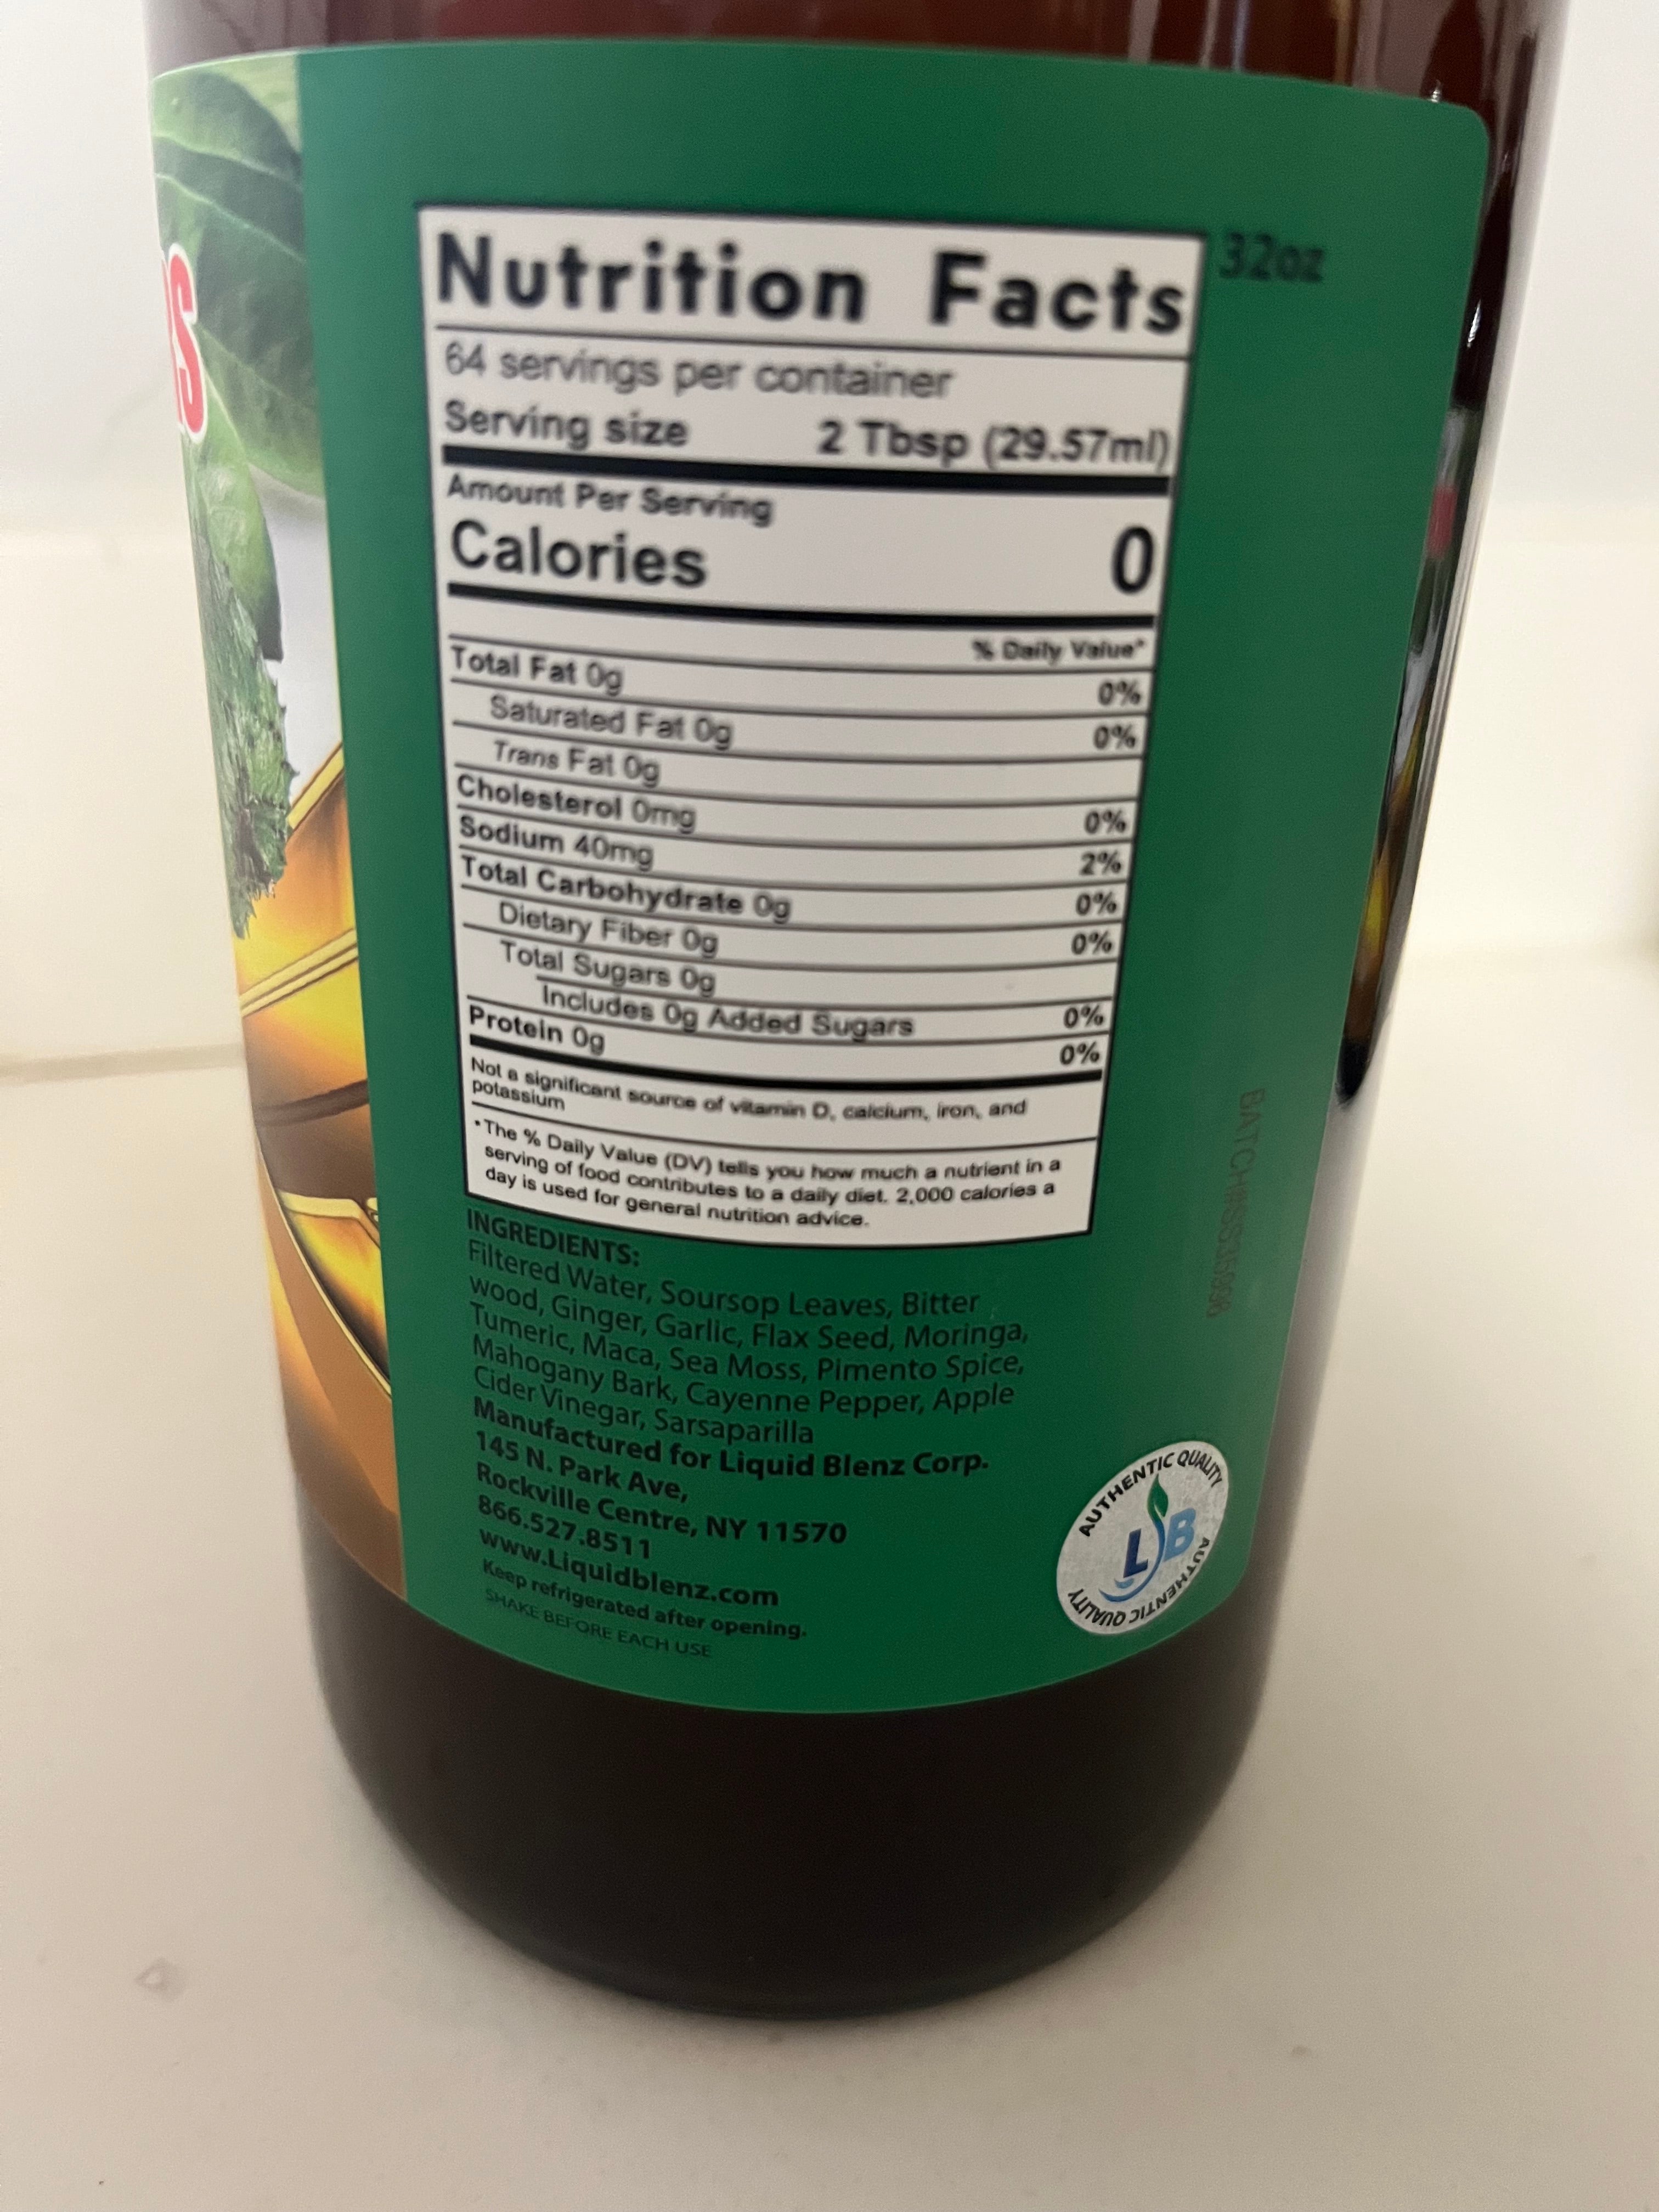 Nutrition Facts
32oz
64 servings per container
Serving size 2 Tbsp (29.57ml)
Amount Per Serving
Calories 0
% Daily Value*
Total Fat 0g 0%
Saturated Fat 0g 0%
Trans Fat 0g
Cholesterol 0mg 0%
Sodium 40mg 2%
Total Carbohydrate 0g 0%
Dietary Fiber 0g 0%
Total Sugars 0g
Includes 0g Added Sugars 0%
Protein 0g 0%
Not a significant source of vitamin D, calcium, iron, and
potassium
*The % Daily Value (DV) tells you how much a nutrient in a
serving of food contributes to a daily diet. 2,000 calories a
day is used for general nutrition advice.
INGREDIENTS:
Filtered Water, Soursop Leaves, Bitter
wood, Ginger, Garlic, Flax Seed, Moringa,
Tumeric, Maca, Sea Moss, Pimento Spice,
Mahogany Bark, Cayenne Pepper, Apple
Cider Vinegar, Sarsaparilla
Manufactured for Liquid Blenz Corp.
145 N. Park Ave,
Rockville Centre, NY 11570
866.527.8511
www.Liquidblenz.com
Keep refrigerated after opening.
SHAKE BEFORE EACH USE
AUTHENTIC QUALITY
LB
AUTHENTIC QUALITY